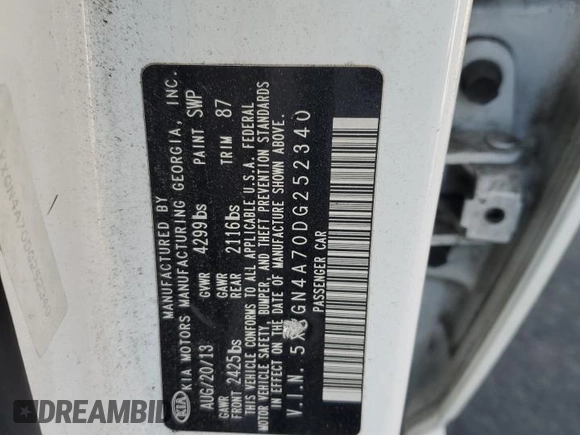 MANUFACTURED BY
KIA MOTORS MANUFACTURING GEORGIA, INC.
AUG/20/13 GVWR 4299lbs PAINT SWP
GAWR FRONT 2425lbs GAWR REAR 2116lbs TRIM 87
THIS VEHICLE CONFORMS TO ALL APPLICABLE U.S.A. FEDERAL
MOTOR VEHICLE SAFETY, BUMPER, AND THEFT PREVENTION STANDARDS
IN EFFECT ON THE DATE OF MANUFACTURE SHOWN ABOVE.
V.I.N. 5XXGN4A70DG252340
PASSENGER CAR
KIA
DREAMBID